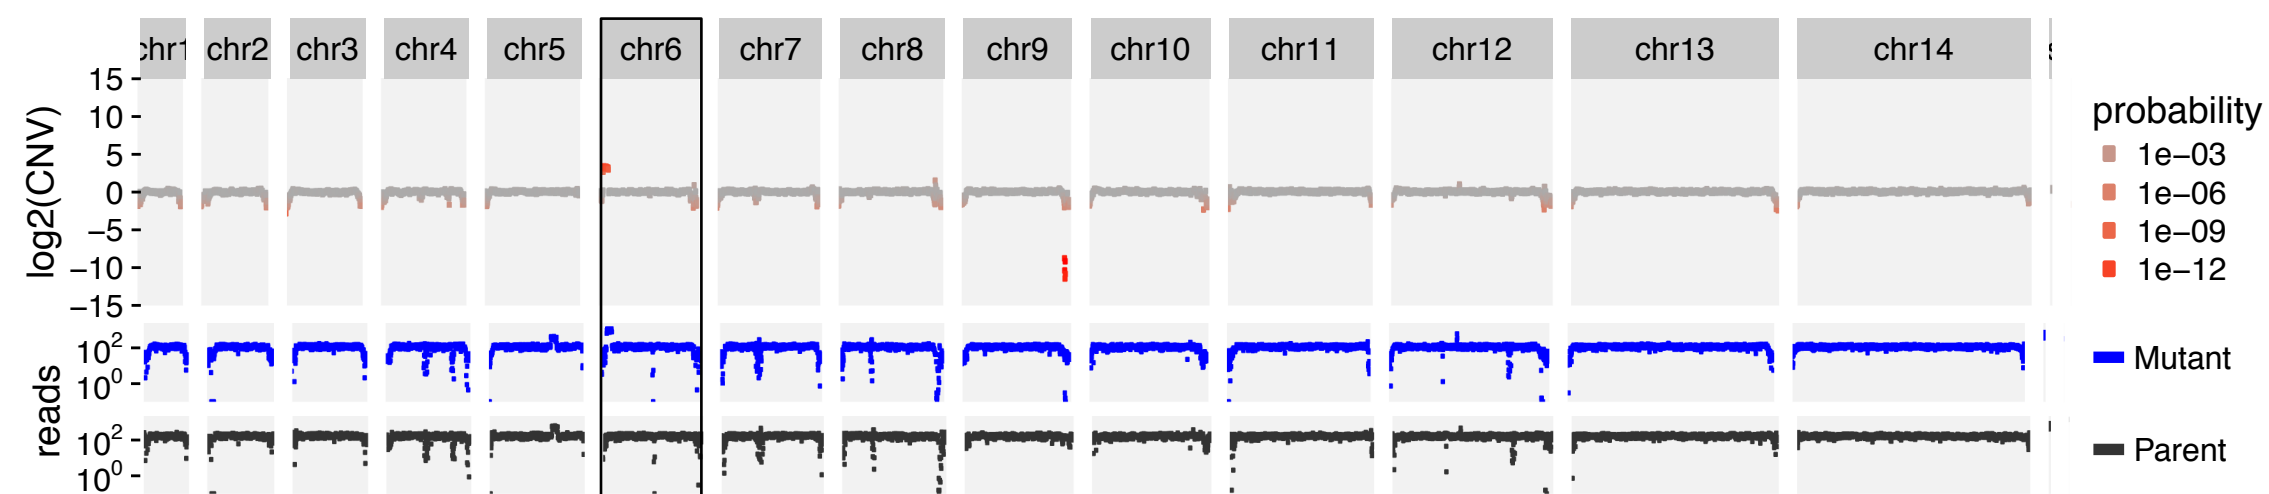 chr1 chr2 chr3 chr4 chr5 chr6 chr7 chr8 chr9 chr10 chr11 chr12 chr13 chr14
log2(CNV)
15
10
5
0
−5
−10
−15
probability
1e−03
1e−06
1e−09
1e−12
reads
10²
10⁰
Mutant
10²
10⁰
Parent